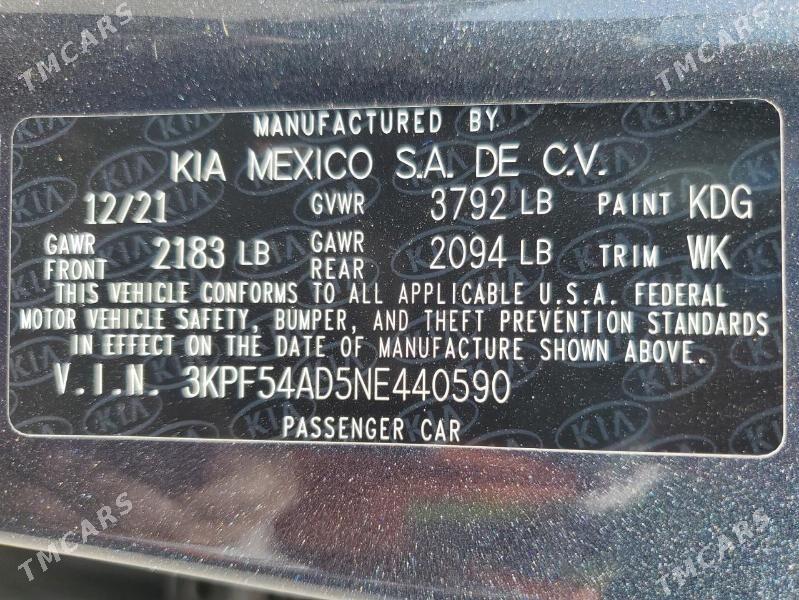 TMCARS
TMCARS
MANUFACTURED BY
KIA MEXICO S.A. DE C.V.
12/21 GVWR 3792 LB PAINT KDG
GAWR FRONT 2183 LB GAWR REAR 2094 LB TRIM WK
THIS VEHICLE CONFORMS TO ALL APPLICABLE U.S.A. FEDERAL
MOTOR VEHICLE SAFETY, BUMPER, AND THEFT PREVENTION STANDARDS
IN EFFECT ON THE DATE OF MANUFACTURE SHOWN ABOVE.
V.I.N. 3KPF54AD5NE440590
PASSENGER CAR
TMCARS
TMCARS